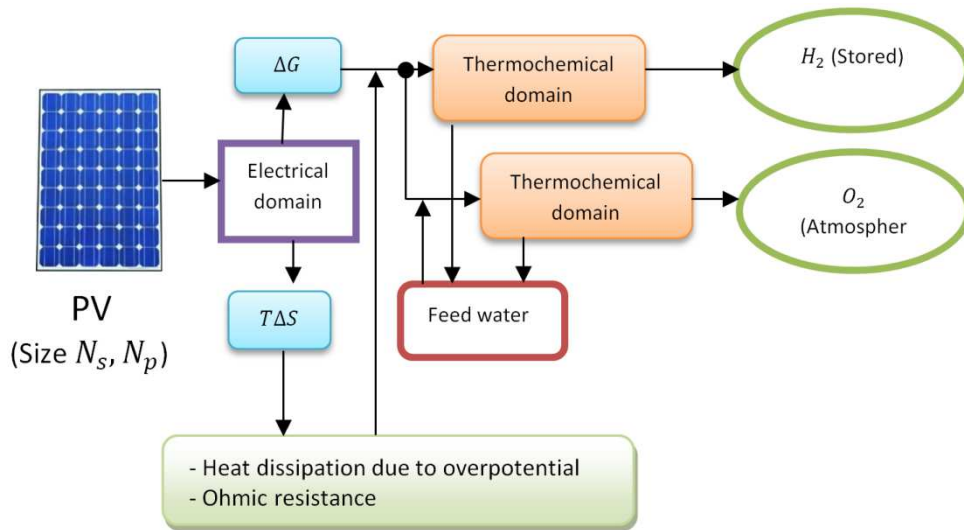 ΔG
Thermochemical
domain
H₂ (Stored)
Electrical
domain
Thermochemical
domain
O₂
(Atmospher
PV
(Size Nₛ, Nₚ)
TΔS
Feed water
- Heat dissipation due to overpotential
- Ohmic resistance